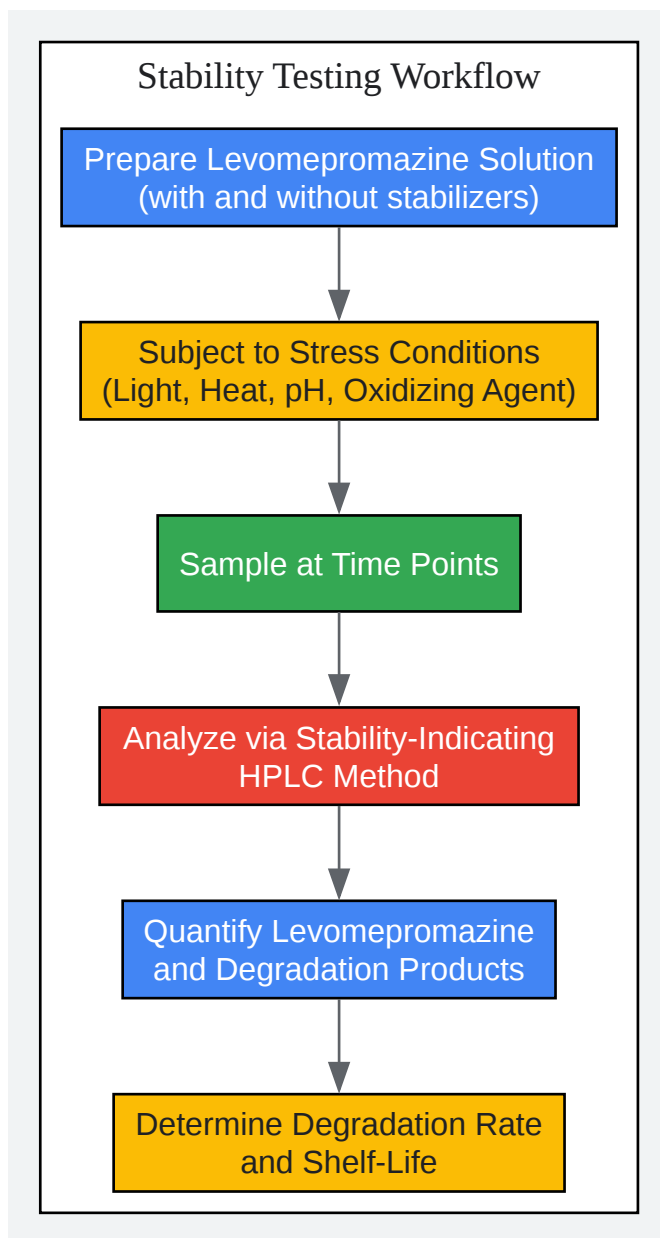 Stability Testing Workflow
Prepare Levomepromazine Solution
(with and without stabilizers)
Subject to Stress Conditions
(Light, Heat, pH, Oxidizing Agent)
Sample at Time Points
Analyze via Stability-Indicating
HPLC Method
Quantify Levomepromazine
and Degradation Products
Determine Degradation Rate
and Shelf-Life